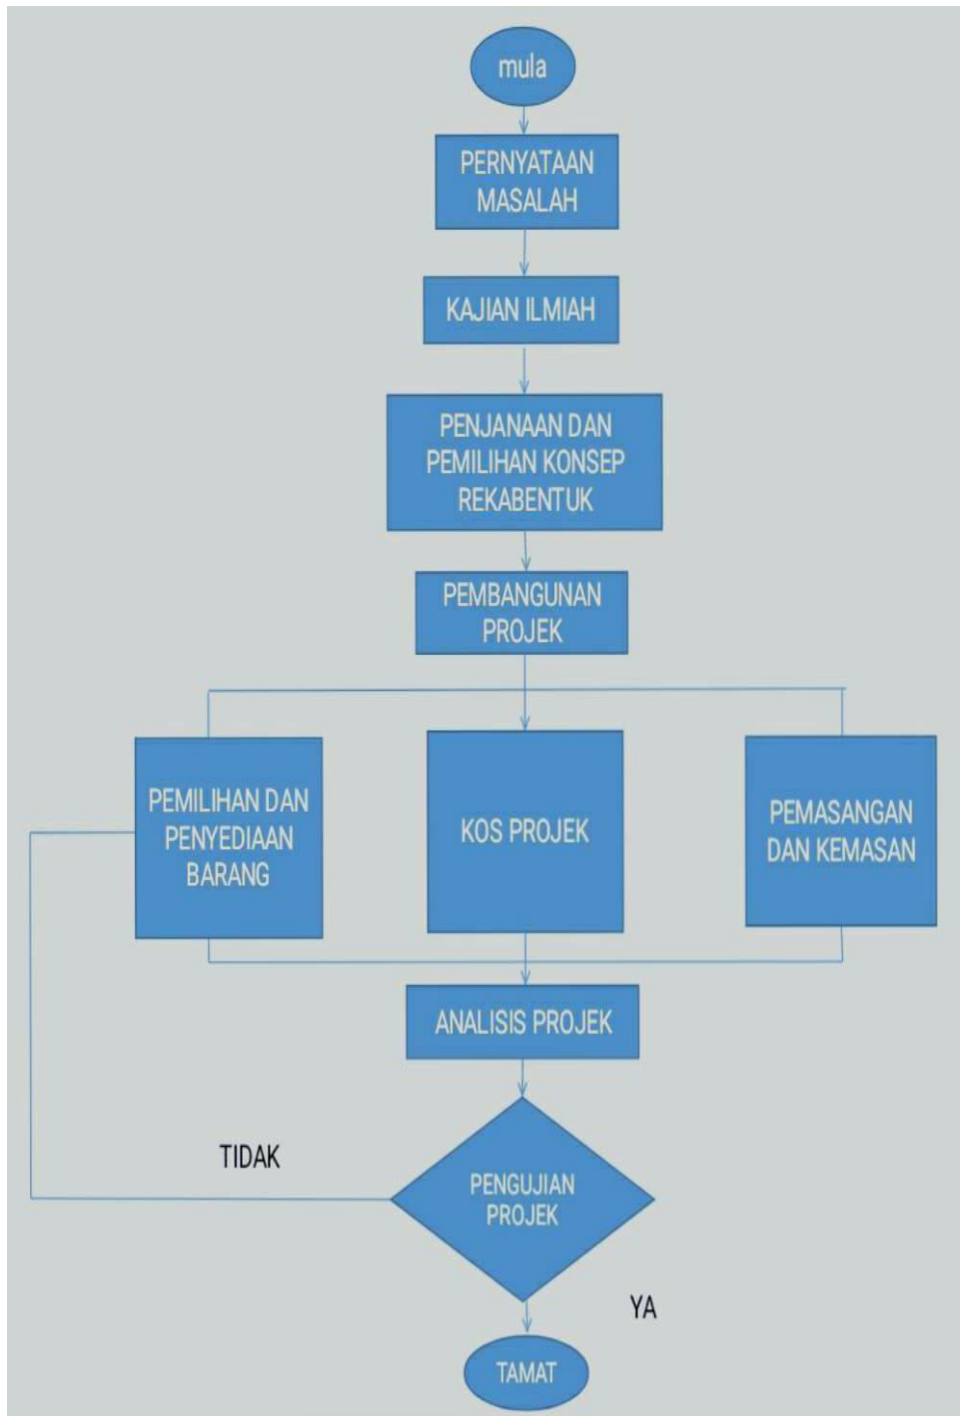 mula
PERNYATAAN
MASALAH
KAJIAN ILMIAH
PENJANAAN DAN
PEMILIHAN KONSEP
REKABENTUK
PEMBANGUNAN
PROJEK
PEMILIHAN DAN
PENYEDIAAN
BARANG
KOS PROJEK
PEMASANGAN
DAN KEMASAN
ANALISIS PROJEK
TIDAK
PENGUJIAN
PROJEK
YA
TAMAT